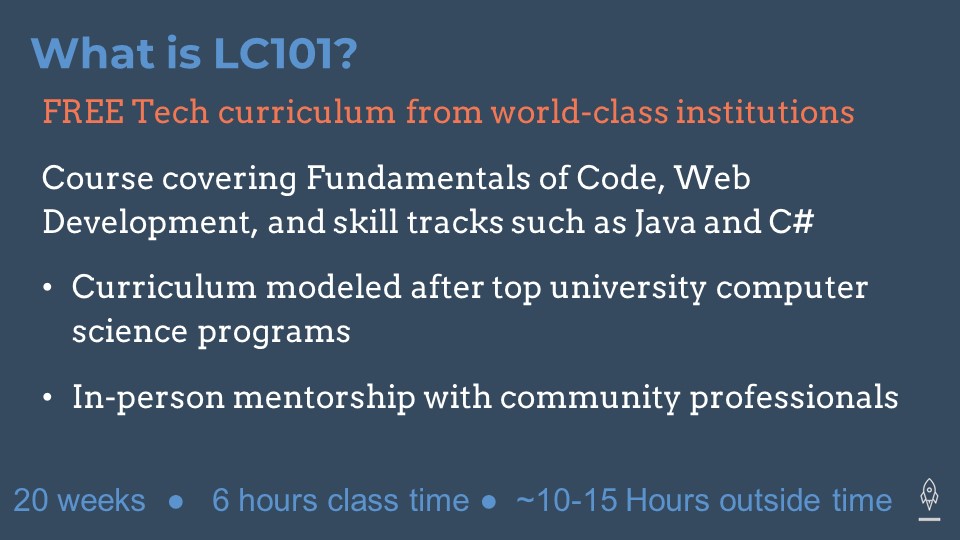 What is LC101?
FREE Tech curriculum from world-class institutions
Course covering Fundamentals of Code, Web
Development, and skill tracks such as Java and C#
• Curriculum modeled after top university computer
science programs
• In-person mentorship with community professionals
20 weeks ● 6 hours class time ● ~10-15 Hours outside time